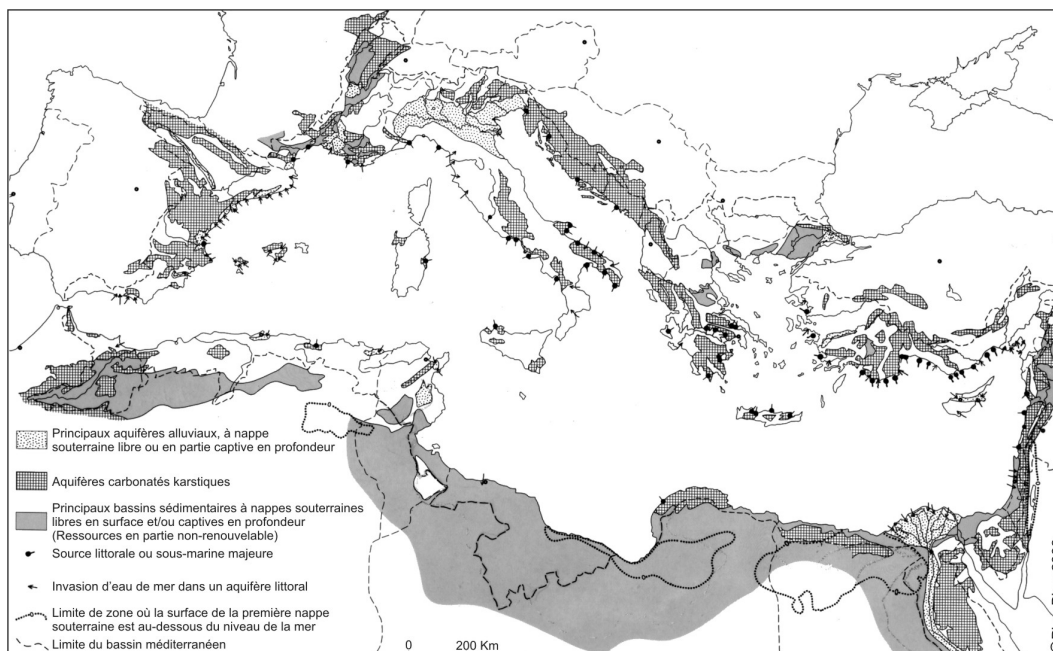 Principaux aquifères alluviaux, à nappe
souterraine libre ou en partie captive en profondeur
Aquifères carbonatés karstiques
Principaux bassins sédimentaires à nappes souterraines
libres en surface et/ou captives en profondeur
(Ressources en partie non-renouvelable)
Source littorale ou sous-marine majeure
Invasion d'eau de mer dans un aquifère littoral
Limite de zone où la surface de la première nappe
souterraine est au-dessous du niveau de la mer
Limite du bassin méditerranéen
0 200 Km